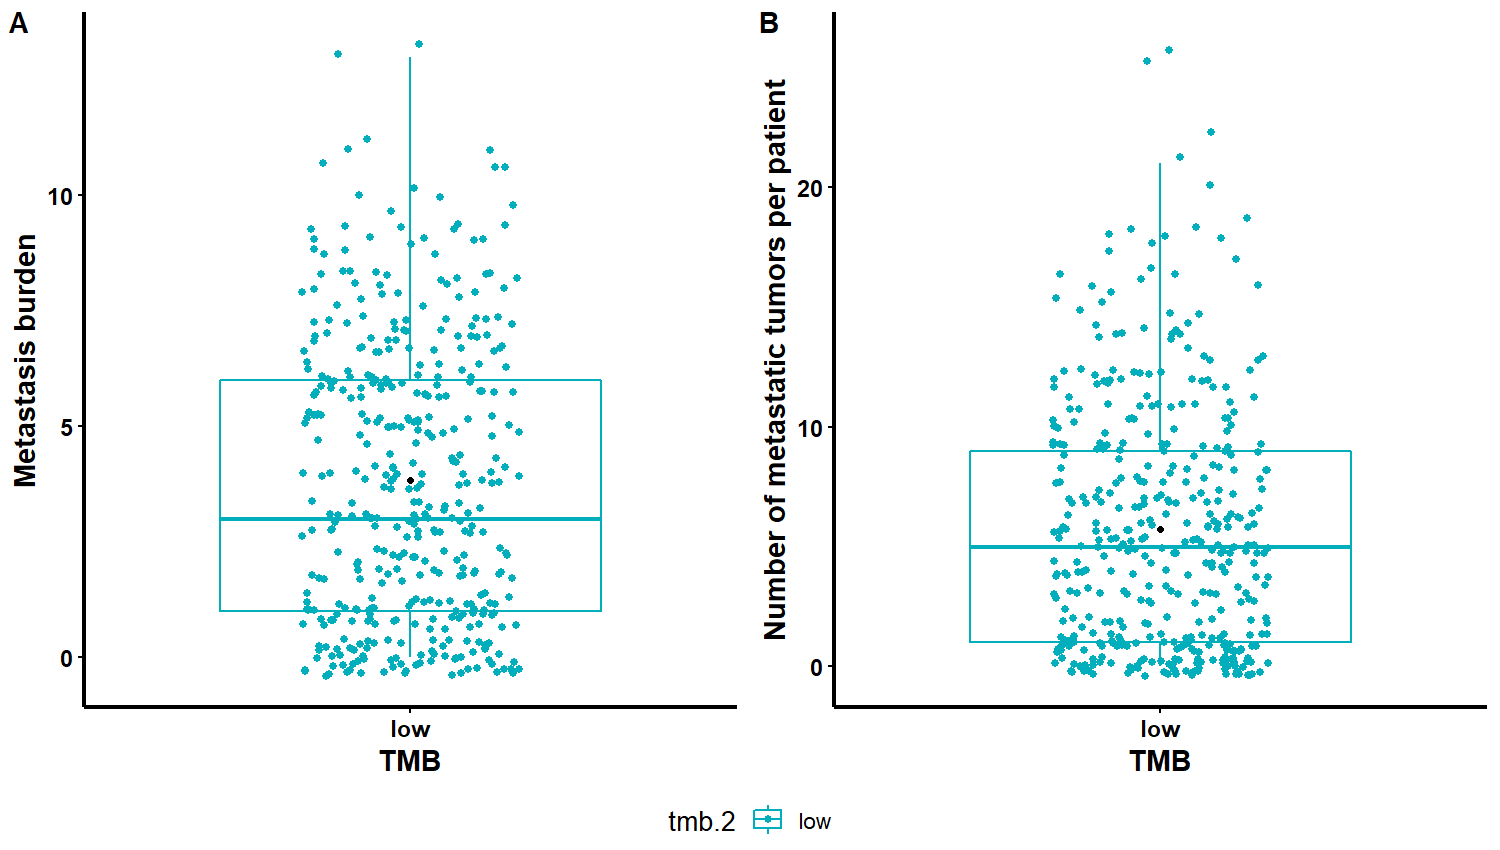 A
Metastasis burden
10
5
0
low
TMB
B
Number of metastatic tumors per patient
20
10
0
low
TMB
tmb.2 low